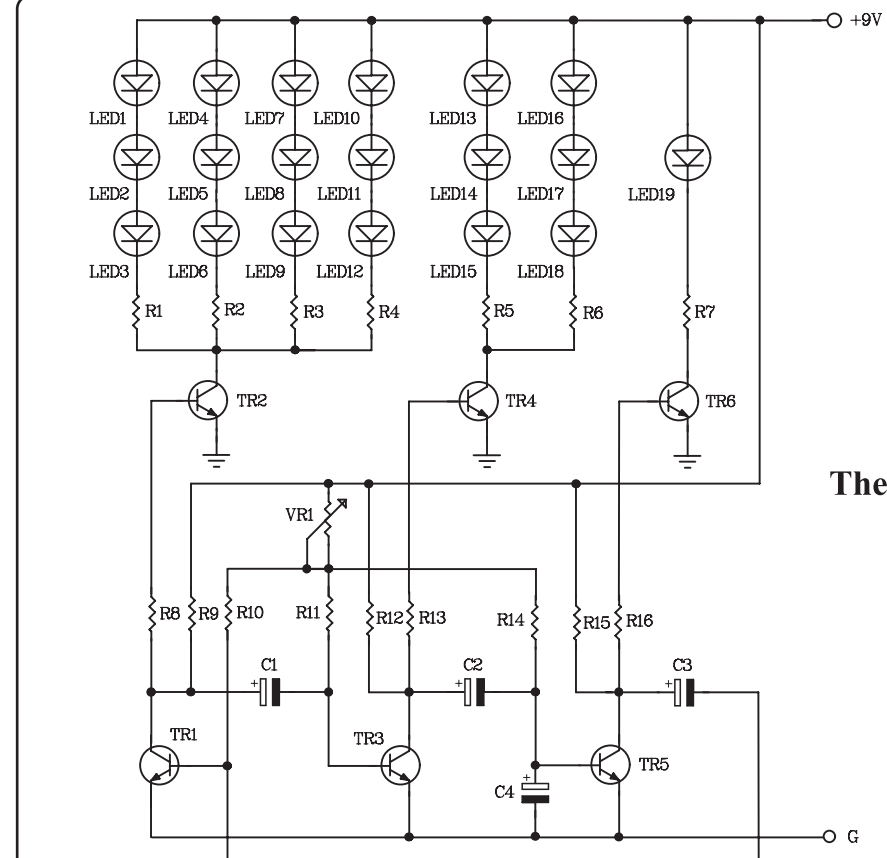 +9V
LED1 LED4 LED7 LED10 LED13 LED16
LED2 LED5 LED8 LED11 LED14 LED17 LED19
LED3 LED6 LED9 LED12 LED15 LED18
R1 R2 R3 R4 R5 R6 R7
TR2 TR4 TR6
The
VR1
R8 R9 R10 R11 R12 R13 R14 R15 R16
C1 C2 C3
+ + +
TR1 TR3 TR5
+
C4
G